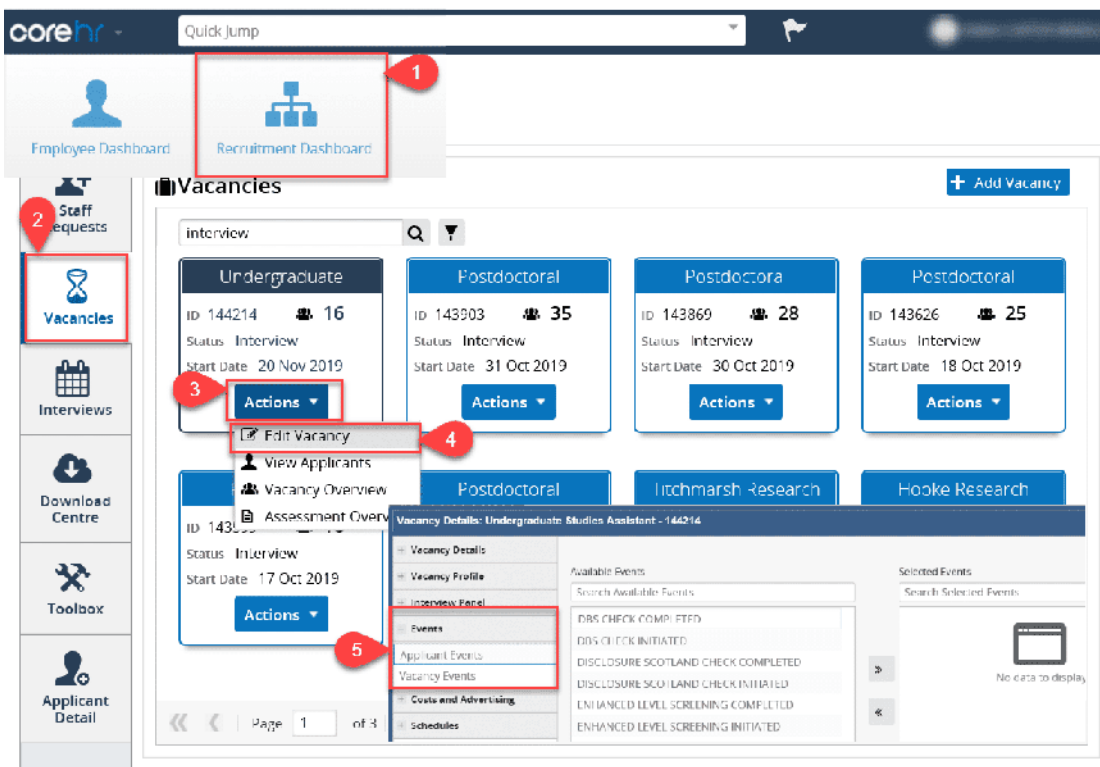 corehr
Quick Jump
1
Employee Dashboard
Recruitment Dashboard
Staff
equests
2
Vacancies
Interviews
Download
Centre
Toolbox
Applicant
Detail
Vacancies
+ Add Vacancy
interview
Undergraduate
ID 144214 16
Status Interview
Start Date 20 Nov 2019
3
Actions
Postdoctoral
ID 143903 35
Status Interview
Start Date 31 Oct 2019
Actions
Postdoctora
ID 143869 28
Status Interview
Start Date 30 Oct 2019
Actions
Postdoctoral
ID 143626 25
Status Interview
Start Date 18 Oct 2019
Actions
Edit Vacancy
4
View Applicants
Vacancy Overview
Assessment Overv
ID
Status Interview
Start Date 17 Oct 2019
Actions
Postdoctoral
Titchmarsh Research
Hooke Research
Page 1 of 3
Vacancy Details: Undergraduate Studies Assistant - 144214
Vacancy Details
Vacancy Profile
Interview Panel
Events
5
Applicant Events
Vacancy Events
Costs and Advertising
Schedules
Available Events
Search Available Events
DBS CHECK COMPLETED
DBS CHECK INITIATED
DISCLOSURE SCOTLAND CHECK COMPLETED
DISCLOSURE SCOTLAND CHECK INITIATED
ENHANCED LEVEL SCREENING COMPLETED
ENHANCED LEVEL SCREENING INITIATED
Selected Events
Search Selected Events
No data to display